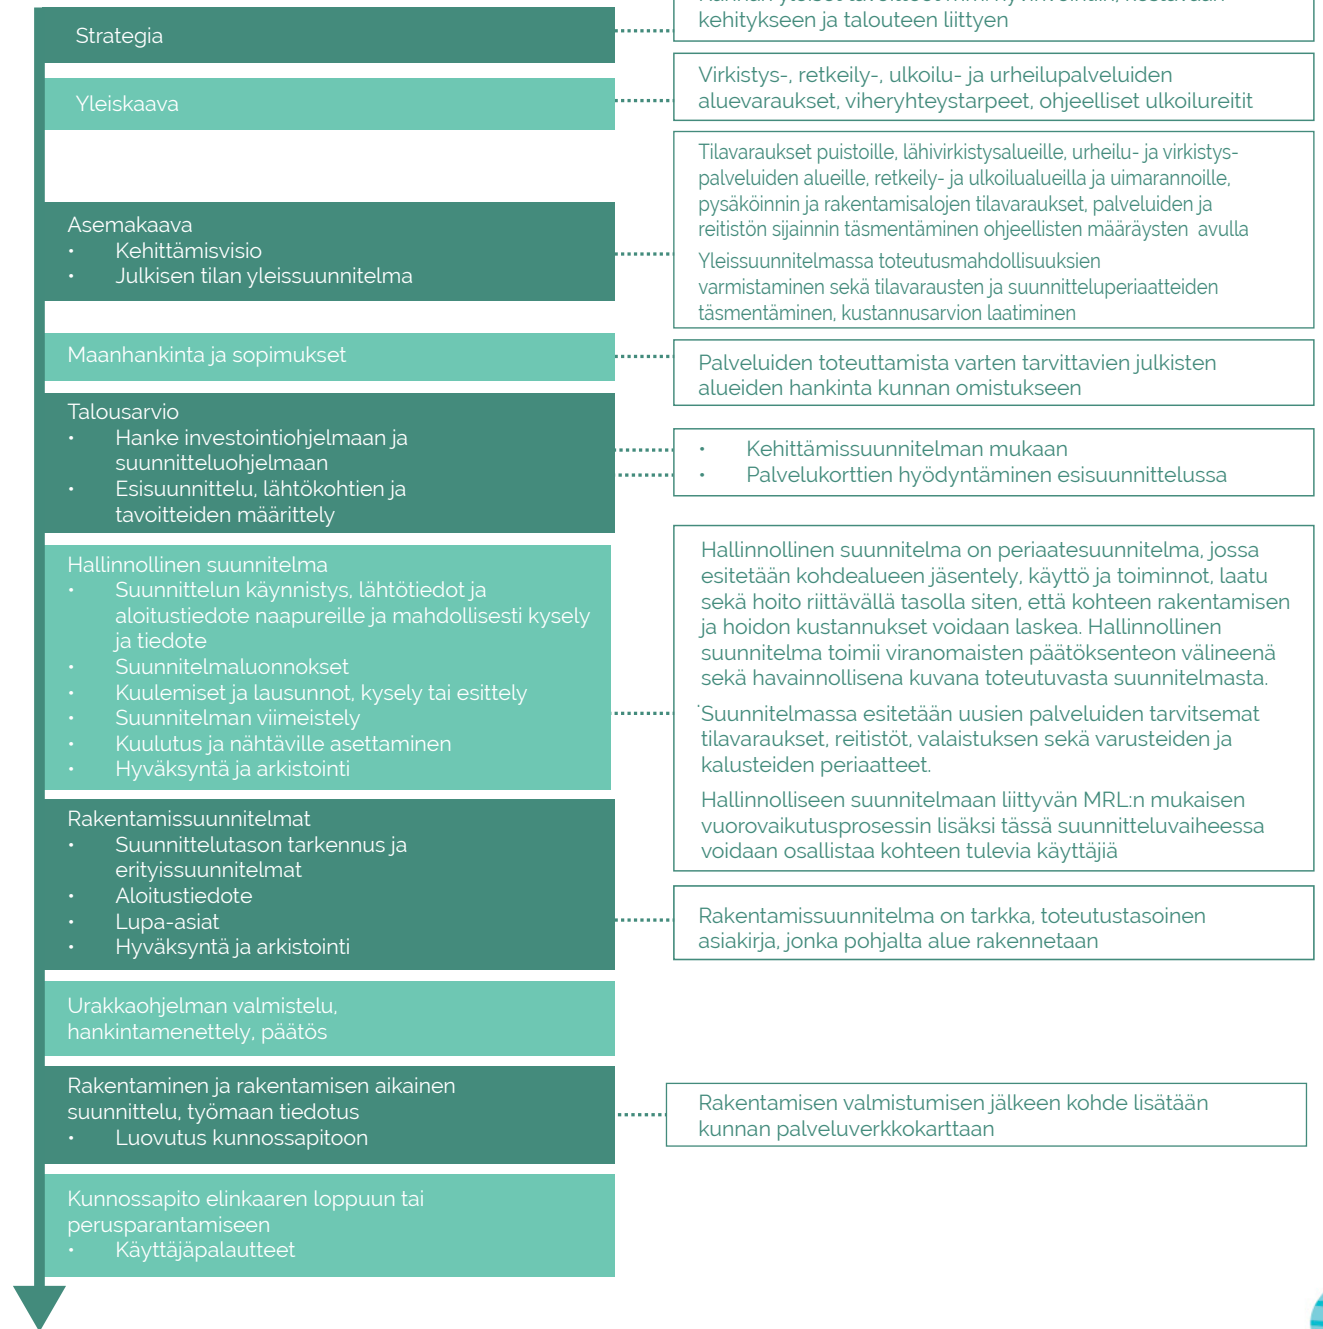 Strategia
kehitykseen ja talouteen liittyen
Yleiskaava
Virkistys-, retkeily-, ulkoilu- ja urheilupalveluiden
aluevaraukset, viheryhteystarpeet, ohjeelliset ulkoilureitit
Asemakaava
• Kehittämisvisio
• Julkisen tilan yleissuunnitelma
Tilavaraukset puistoille, lähivirkistysalueille, urheilu- ja virkistys-
palveluiden alueille, retkeily- ja ulkoilualueilla ja uimarannoille,
pysäköinnin ja rakentamisalojen tilavaraukset, palveluiden ja
reitistön sijainnin täsmentäminen ohjeellisten määräysten avulla
Yleissuunnitelmassa toteutusmahdollisuuksien
varmistaminen sekä tilavarausten ja suunnitteluperiaatteiden
täsmentäminen, kustannusarvion laatiminen
Maanhankinta ja sopimukset
Palveluiden toteuttamista varten tarvittavien julkisten
alueiden hankinta kunnan omistukseen
Talousarvio
• Hanke investointiohjelmaan ja
suunnitteluohjelmaan
• Esisuunnittelu, lähtökohtien ja
tavoitteiden määrittely
• Kehittämissuunnitelman mukaan
• Palvelukorttien hyödyntäminen esisuunnittelussa
Hallinnollinen suunnitelma
• Suunnittelun käynnistys, lähtötiedot ja
aloitustiedote naapureille ja mahdollisesti kysely
ja tiedote
• Suunnitelmaluonnokset
• Kuulemiset ja lausunnot, kysely tai esittely
• Suunnitelman viimeistely
• Kuulutus ja nähtäville asettaminen
• Hyväksyntä ja arkistointi
Hallinnollinen suunnitelma on periaatesuunnitelma, jossa
esitetään kohdealueen jäsentely, käyttö ja toiminnot, laatu
sekä hoito riittävällä tasolla siten, että kohteen rakentamisen
ja hoidon kustannukset voidaan laskea. Hallinnollinen
suunnitelma toimii viranomaisten päätöksenteon välineenä
sekä havainnollisena kuvana toteutuvasta suunnitelmasta.
Suunnitelmassa esitetään uusien palveluiden tarvitsemat
tilavaraukset, reitistöt, valaistuksen sekä varusteiden ja
kalusteiden periaatteet.
Hallinnolliseen suunnitelmaan liittyvän MRL:n mukaisen
vuorovaikutusprosessin lisäksi tässä suunnitteluvaiheessa
voidaan osallistaa kohteen tulevia käyttäjiä
Rakentamissuunnitelmat
• Suunnittelutason tarkennus ja
erityissuunnitelmat
• Aloitustiedote
• Lupa-asiat
• Hyväksyntä ja arkistointi
Rakentamissuunnitelma on tarkka, toteutustasoinen
asiakirja, jonka pohjalta alue rakennetaan
Urakkaohjelman valmistelu,
hankintamenettely, päätös
Rakentaminen ja rakentamisen aikainen
suunnittelu, työmaan tiedotus
• Luovutus kunnossapitoon
Rakentamisen valmistumisen jälkeen kohde lisätään
kunnan palveluverkkokarttaan
Kunnossapito elinkaaren loppuun tai
perusparantamiseen
• Käyttäjäpalautteet